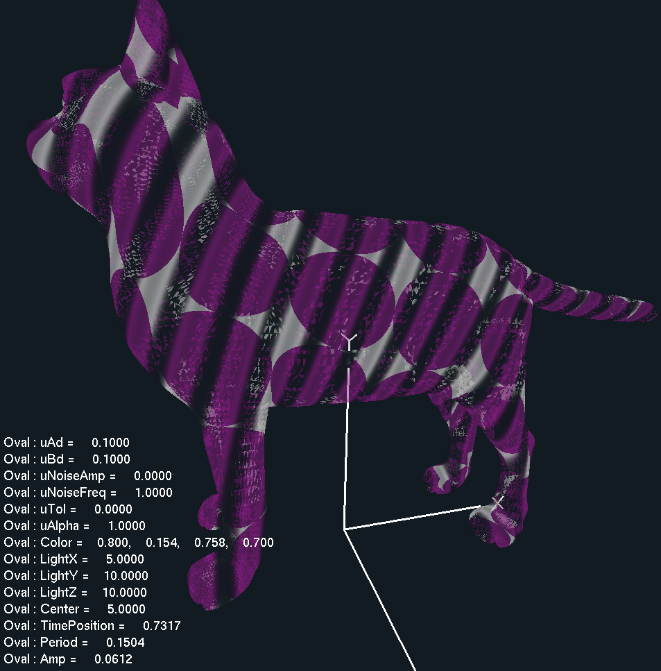 Y
X
Oval : uAd = 0.1000
Oval : uBd = 0.1000
Oval : uNoiseAmp = 0.0000
Oval : uNoiseFreq = 1.0000
Oval : uTol = 0.0000
Oval : uAlpha = 1.0000
Oval : Color = 0.800, 0.154, 0.758, 0.700
Oval : LightX = 5.0000
Oval : LightY = 10.0000
Oval : LightZ = 10.0000
Oval : Center = 5.0000
Oval : TimePosition = 0.7317
Oval : Period = 0.1504
Oval : Amp = 0.0612